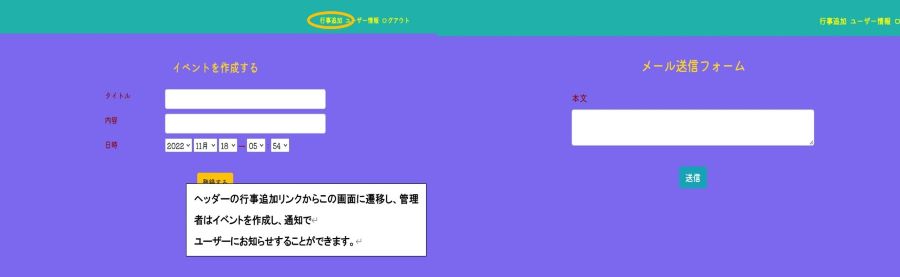 行事追加 ユーザー情報 ログアウト
イベントを作成する
タイトル
内容
日時 2022 11月 18 — 05 54
登録する
ヘッダーの行事追加リンクからこの画面に遷移し、管理
者はイベントを作成し、通知で
ユーザーにお知らせすることができます。
行事追加 ユーザー情報 ロ
メール送信フォーム
本文
送信